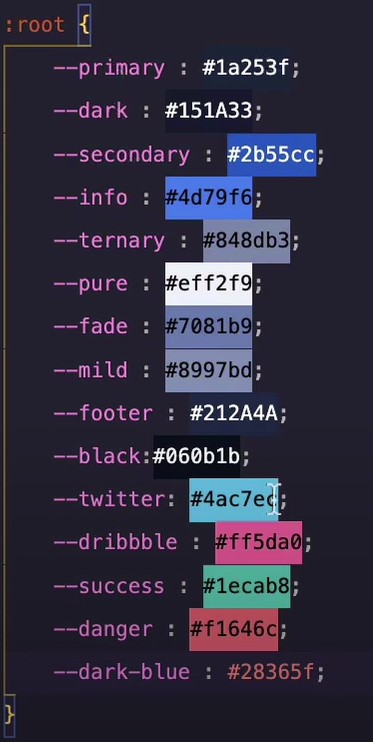 :root {
--primary : #1a253f;
--dark : #151A33;
--secondary : #2b55cc;
--info : #4d79f6;
--ternary : #848db3;
--pure : #eff2f9;
--fade : #7081b9;
--mild : #8997bd;
--footer : #212A4A;
--black:#060b1b;
--twitter: #4ac7ec;
--dribbble : #ff5da0;
--success : #1ecab8;
--danger : #f1646c;
--dark-blue : #28365f;
}